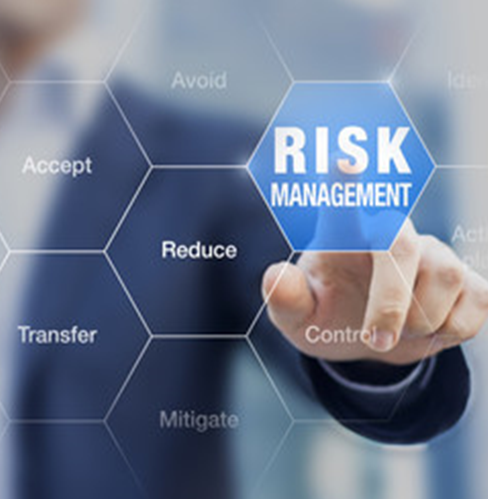 Avoid
Accept
RISK
MANAGEMENT
Reduce
Transfer
Control
Mitigate